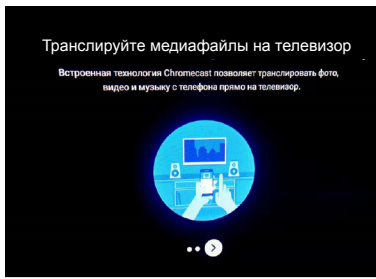 Транслируйте медиафайлы на телевизор
Встроенная технология Chromecast позволяет транслировать фото,
видео и музыку с телефона прямо на телевизор.